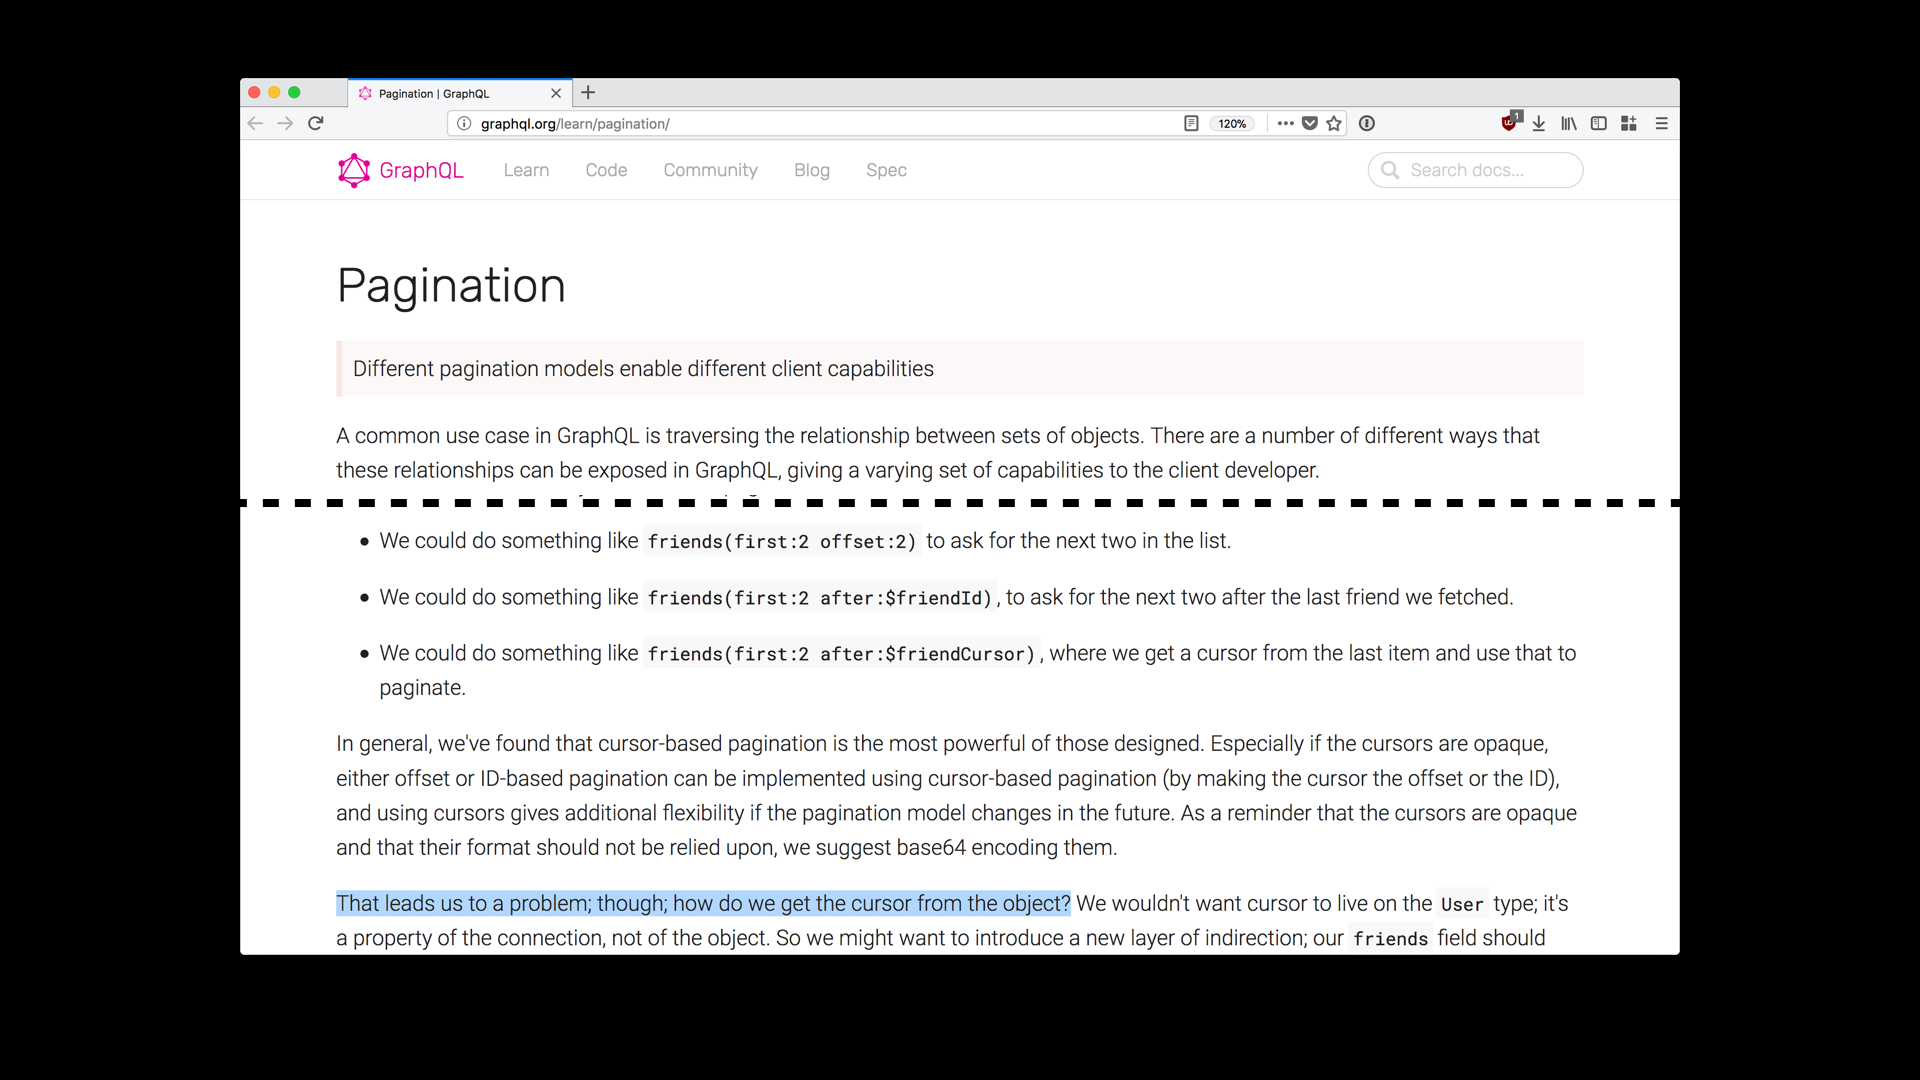 Pagination | GraphQL
graphql.org/learn/pagination/
120%
1
GraphQL
Learn
Code
Community
Blog
Spec
Search docs...
Pagination
Different pagination models enable different client capabilities
A common use case in GraphQL is traversing the relationship between sets of objects. There are a number of different ways that
these relationships can be exposed in GraphQL, giving a varying set of capabilities to the client developer.
We could do something like friends(first:2 offset:2) to ask for the next two in the list.
We could do something like friends(first:2 after:$friendId), to ask for the next two after the last friend we fetched.
We could do something like friends(first:2 after:$friendCursor), where we get a cursor from the last item and use that to
paginate.
In general, we've found that cursor-based pagination is the most powerful of those designed. Especially if the cursors are opaque,
either offset or ID-based pagination can be implemented using cursor-based pagination (by making the cursor the offset or the ID),
and using cursors gives additional flexibility if the pagination model changes in the future. As a reminder that the cursors are opaque
and that their format should not be relied upon, we suggest base64 encoding them.
That leads us to a problem; though; how do we get the cursor from the object? We wouldn't want cursor to live on the User type; it's
a property of the connection, not of the object. So we might want to introduce a new layer of indirection; our friends field should